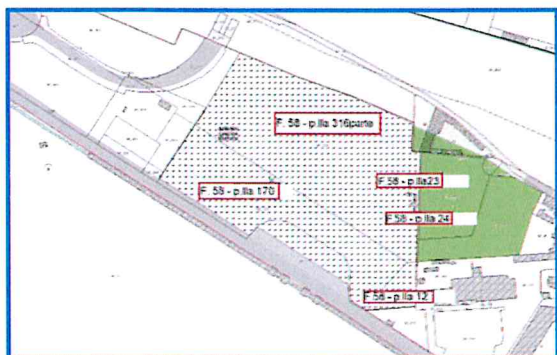 F. 58 - p.lla 316parte
F. 58 - p.lla23
F. 58 - p.lla 170
F.58 - p.lla 24
F.58 - p.lla 12